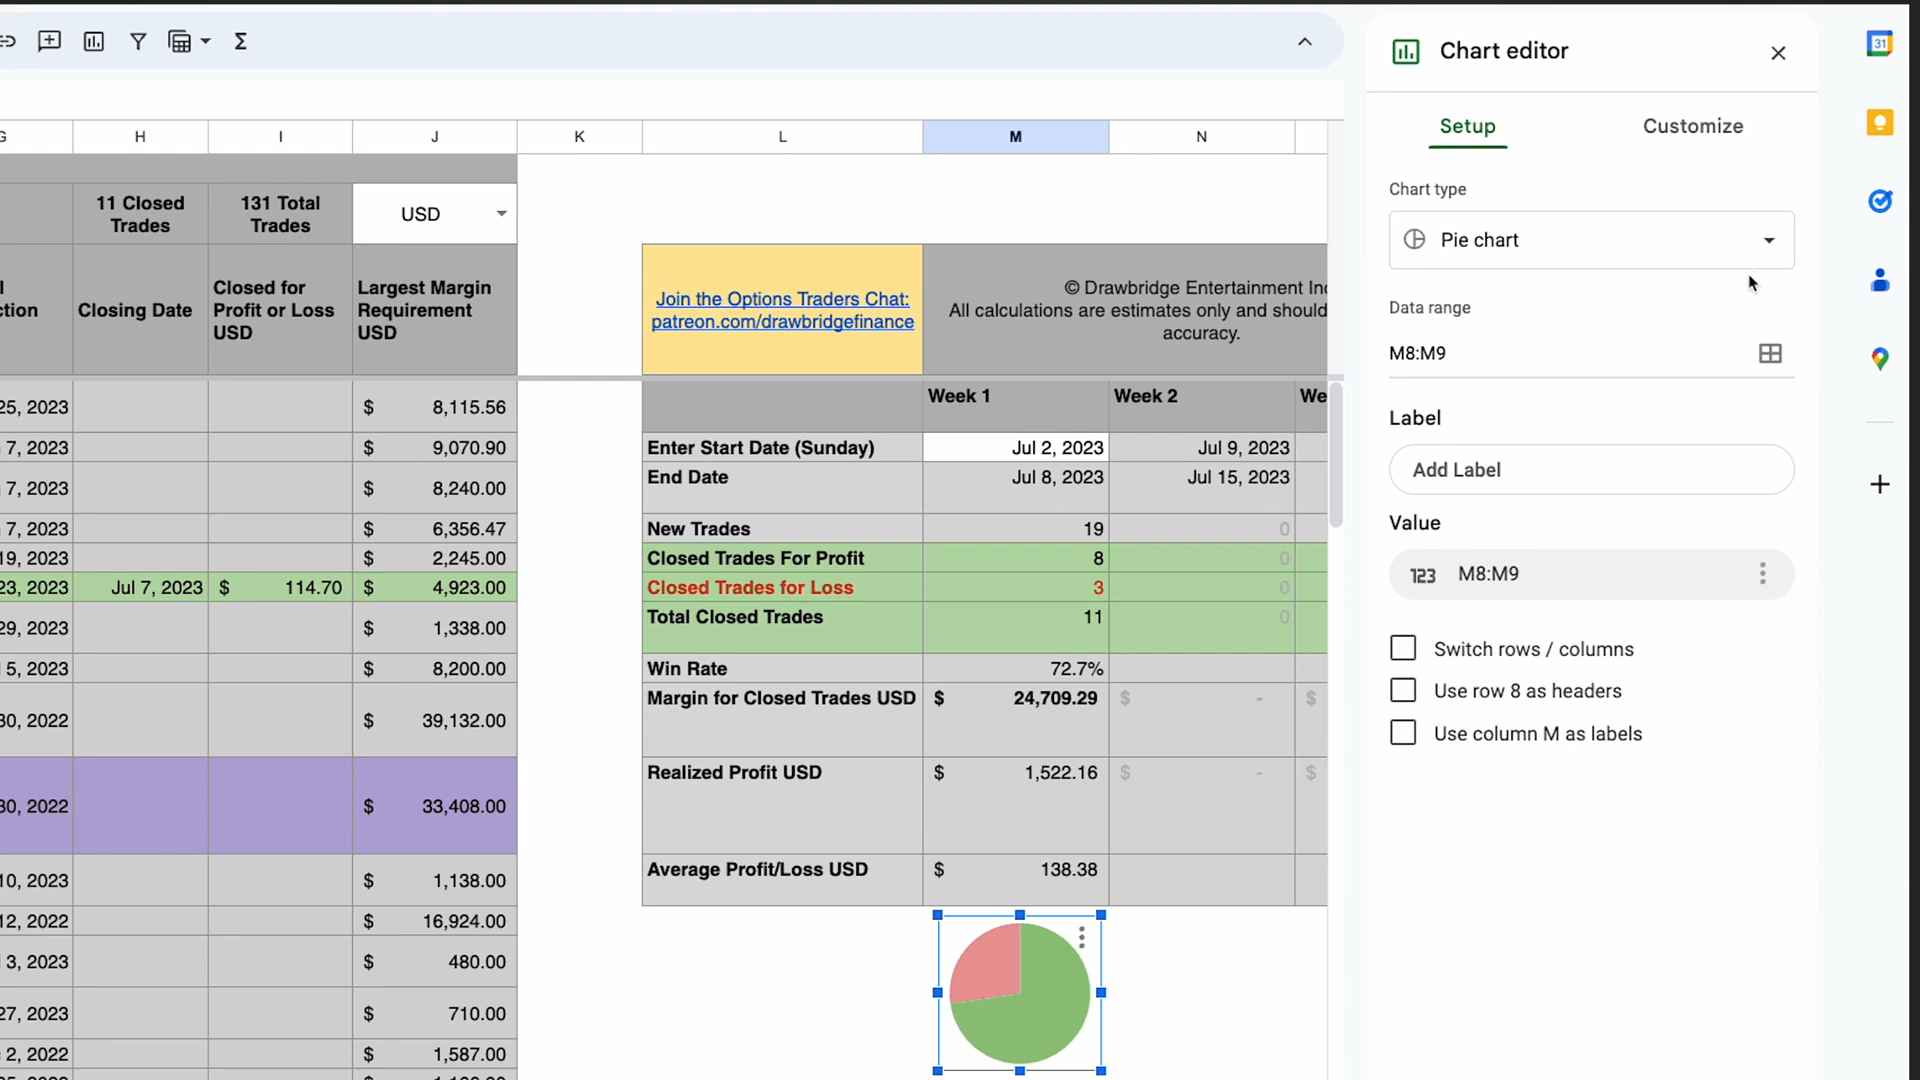 Chart editor
31
Setup
Customize
G
H
I
J
K
L
M
N
11 Closed
Trades
131 Total
Trades
USD
Chart type
Pie chart
Closing Date
Closed for
Profit or Loss
USD
Largest Margin
Requirement
USD
Join the Options Traders Chat:
patreon.com/drawbridgefinance
© Drawbridge Entertainment Inc
All calculations are estimates only and should
accuracy.
Data range
M8:M9
Label
Add Label
Value
123 M8:M9
Switch rows / columns
Use row 8 as headers
Use column M as labels
25, 2023 $ 8,115.56
7, 2023 $ 9,070.90
7, 2023 $ 8,240.00
7, 2023 $ 6,356.47
19, 2023 $ 2,245.00
23, 2023 Jul 7, 2023 $ 114.70 $ 4,923.00
29, 2023 $ 1,338.00
5, 2023 $ 8,200.00
30, 2022 $ 39,132.00
30, 2022 $ 33,408.00
10, 2023 $ 1,138.00
12, 2022 $ 16,924.00
3, 2023 $ 480.00
27, 2023 $ 710.00
2, 2022 $ 1,587.00
Week 1 Week 2 We
Enter Start Date (Sunday) Jul 2, 2023 Jul 9, 2023
End Date Jul 8, 2023 Jul 15, 2023
New Trades 19 0
Closed Trades For Profit 8 0
Closed Trades for Loss 3 0
Total Closed Trades 11 0
Win Rate 72.7%
Margin for Closed Trades USD $ 24,709.29 $ - $
Realized Profit USD $ 1,522.16 $ - $
Average Profit/Loss USD $ 138.38